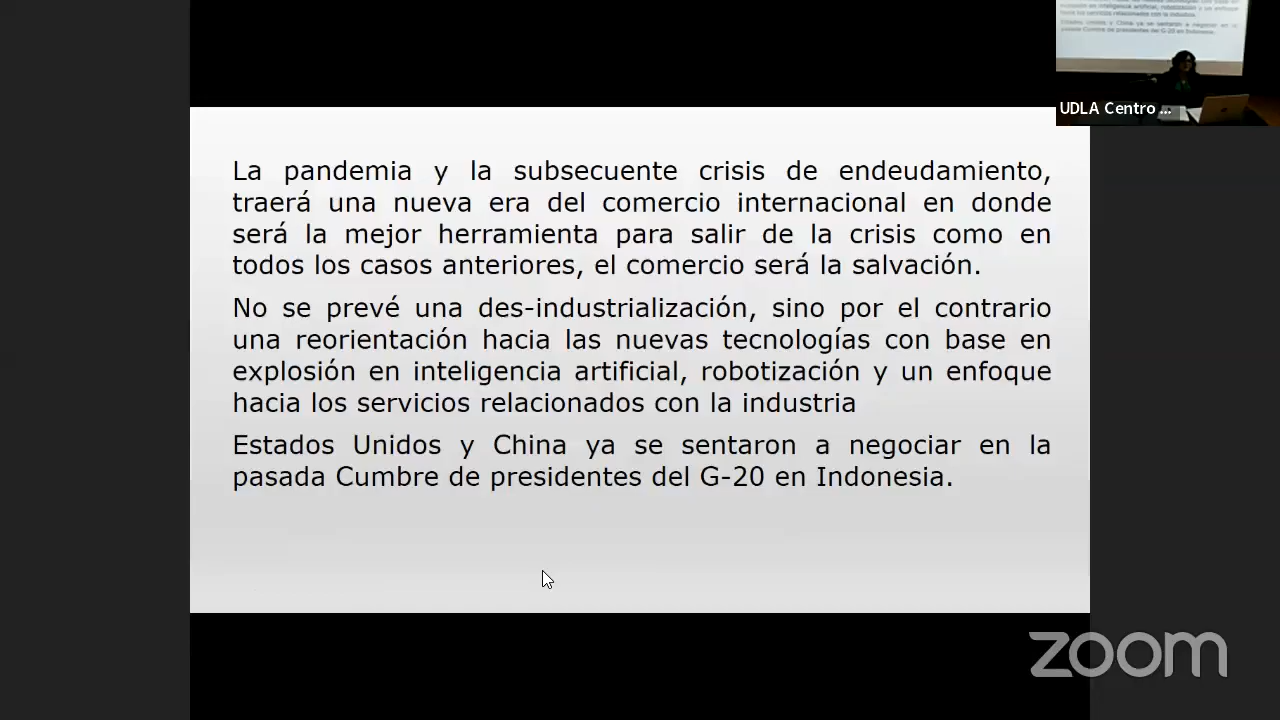 La pandemia y la subsecuente crisis de endeudamiento,
traerá una nueva era del comercio internacional en donde
será la mejor herramienta para salir de la crisis como en
todos los casos anteriores, el comercio será la salvación.
No se prevé una des-industrialización, sino por el contrario
una reorientación hacia las nuevas tecnologías con base en
explosión en inteligencia artificial, robotización y un enfoque
hacia los servicios relacionados con la industria
Estados Unidos y China ya se sentaron a negociar en la
pasada Cumbre de presidentes del G-20 en Indonesia.
UDLA Centro ...
zoom